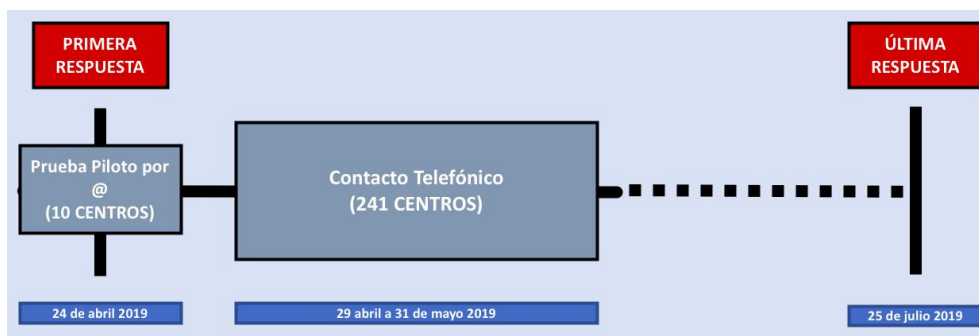 PRIMERA
RESPUESTA
ÚLTIMA
RESPUESTA
Prueba Piloto por
@
(10 CENTROS)
Contacto Telefónico
(241 CENTROS)
24 de abril 2019
29 abril a 31 de mayo 2019
25 de julio 2019